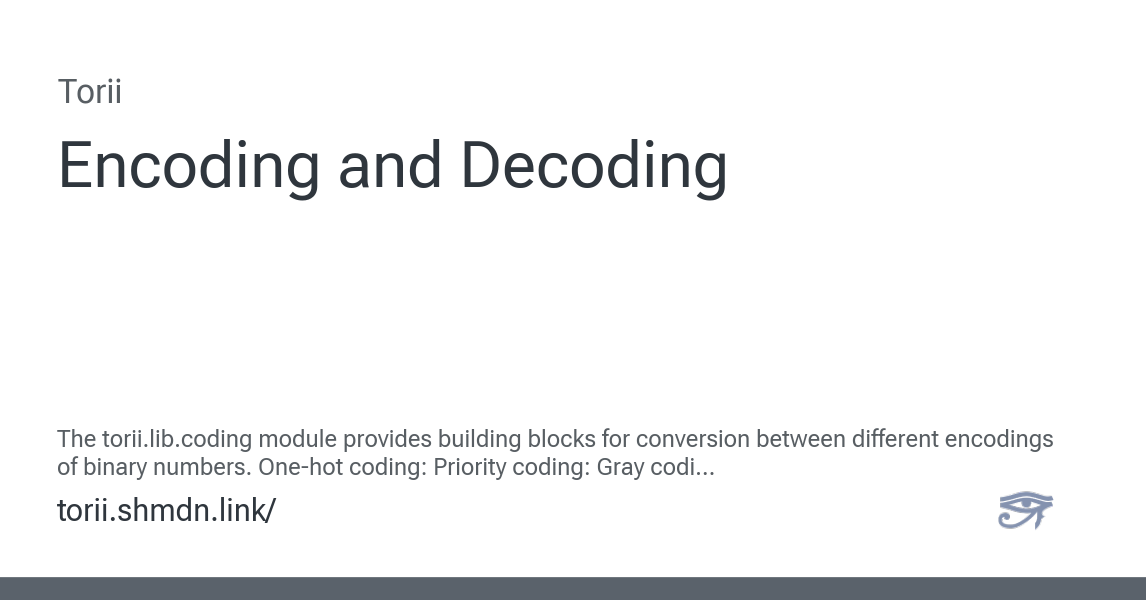 Torii
Encoding and Decoding
The torii.lib.coding module provides building blocks for conversion between different encodings
of binary numbers. One-hot coding: Priority coding: Gray codi...
torii.shmdn.link/